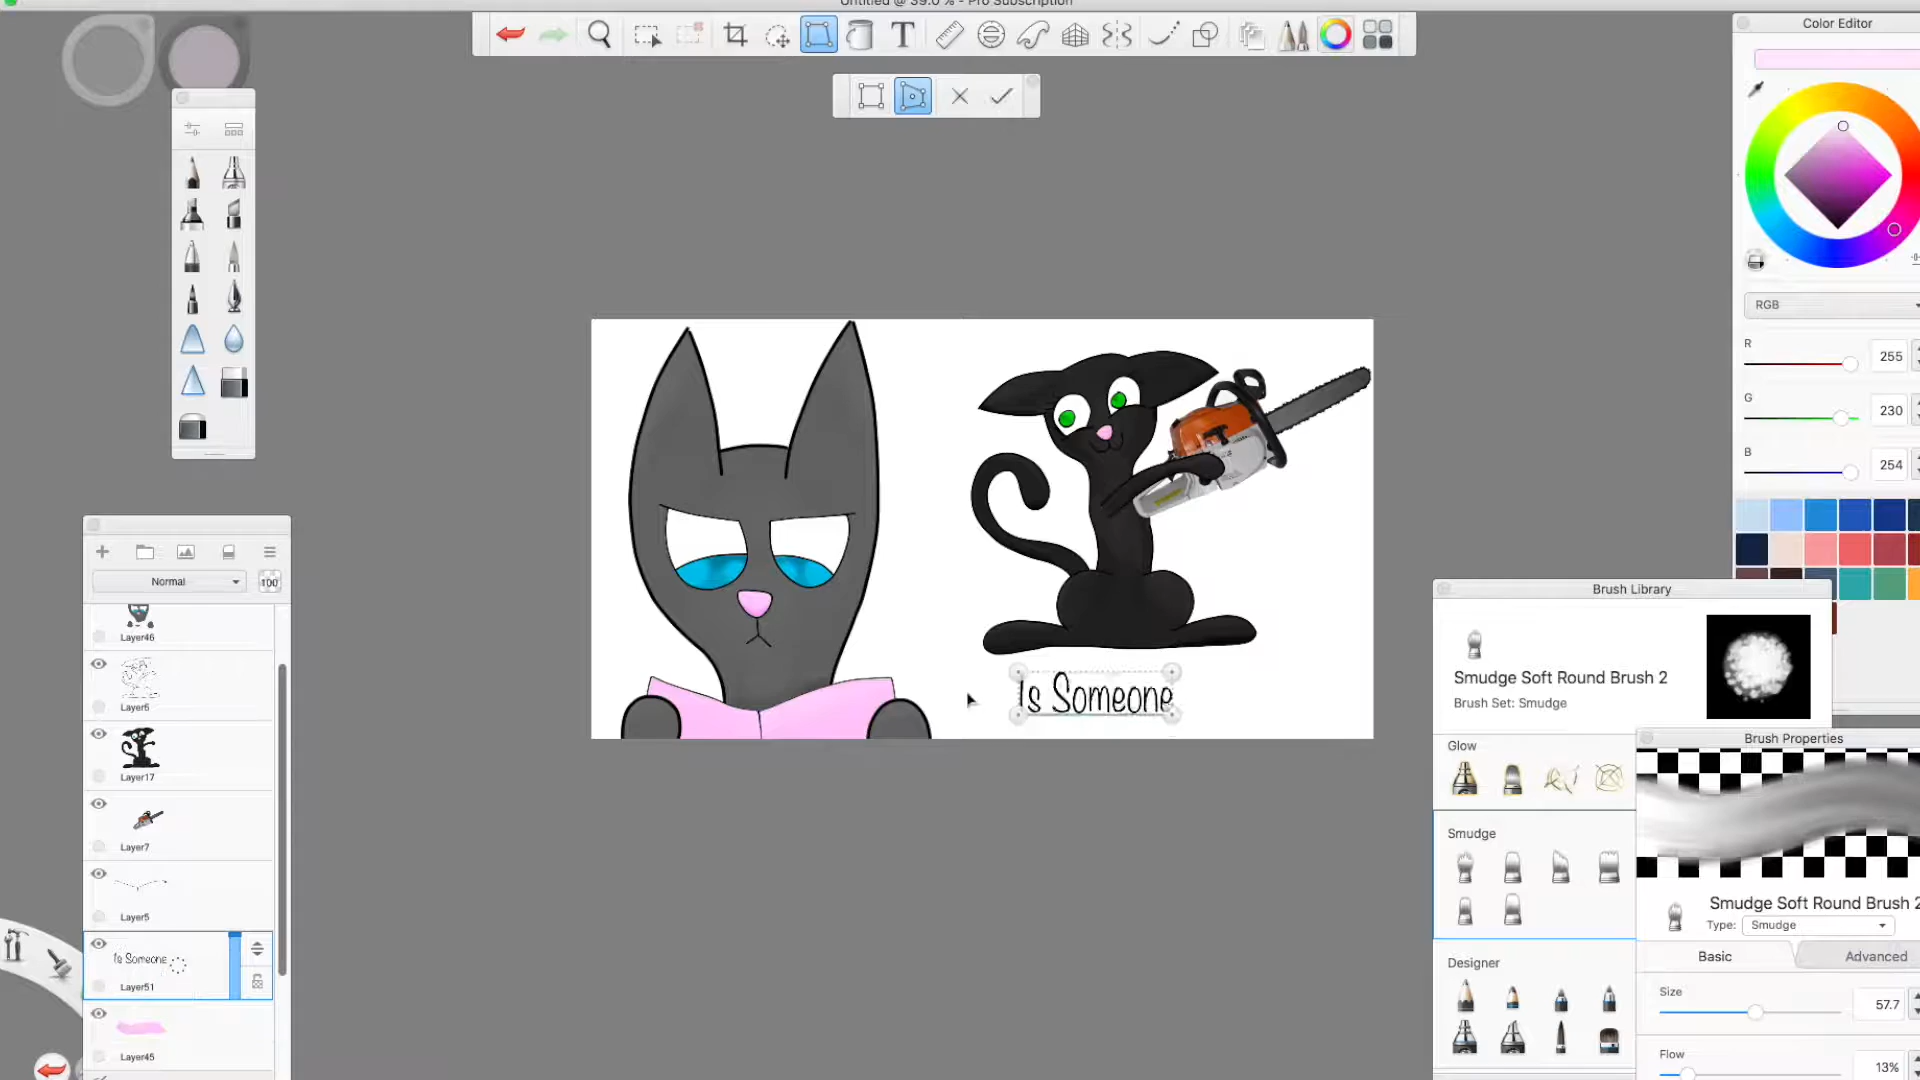 Untitled @ 39.0 % - Pro Subscription
Color Editor
RGB
R
255
G
230
B
254
Normal
100
Layer46
Layer6
Layer17
Layer7
Layer5
Is Someone
Layer51
Layer45
Is Someone
Brush Library
Smudge Soft Round Brush 2
Brush Set: Smudge
Glow
Smudge
Designer
Brush Properties
Smudge Soft Round Brush 2
Type: Smudge
Basic
Advanced
Size
57.7
Flow
13%